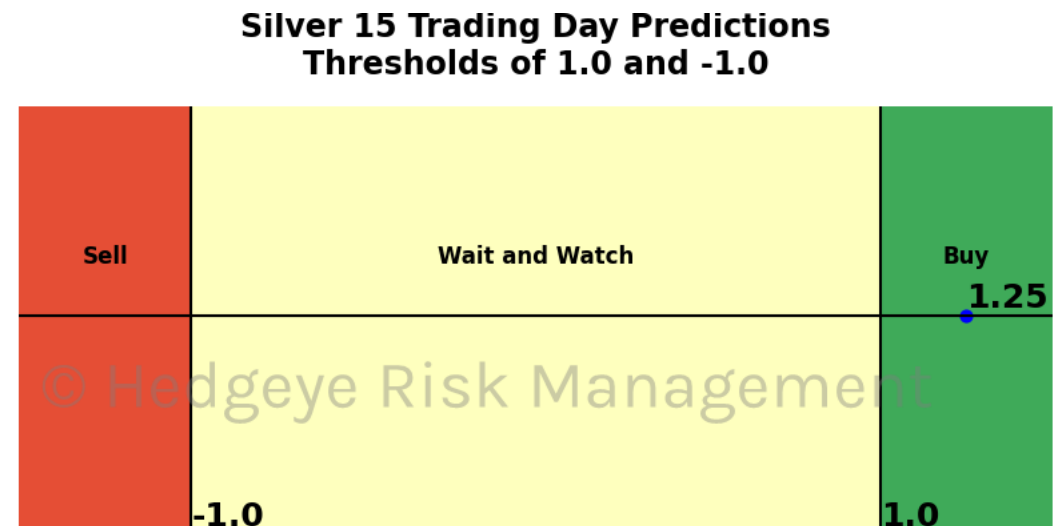 Silver 15 Trading Day Predictions
Thresholds of 1.0 and -1.0
Sell
Wait and Watch
Buy
1.25
© Hedgeye Risk Management
-1.0
1.0